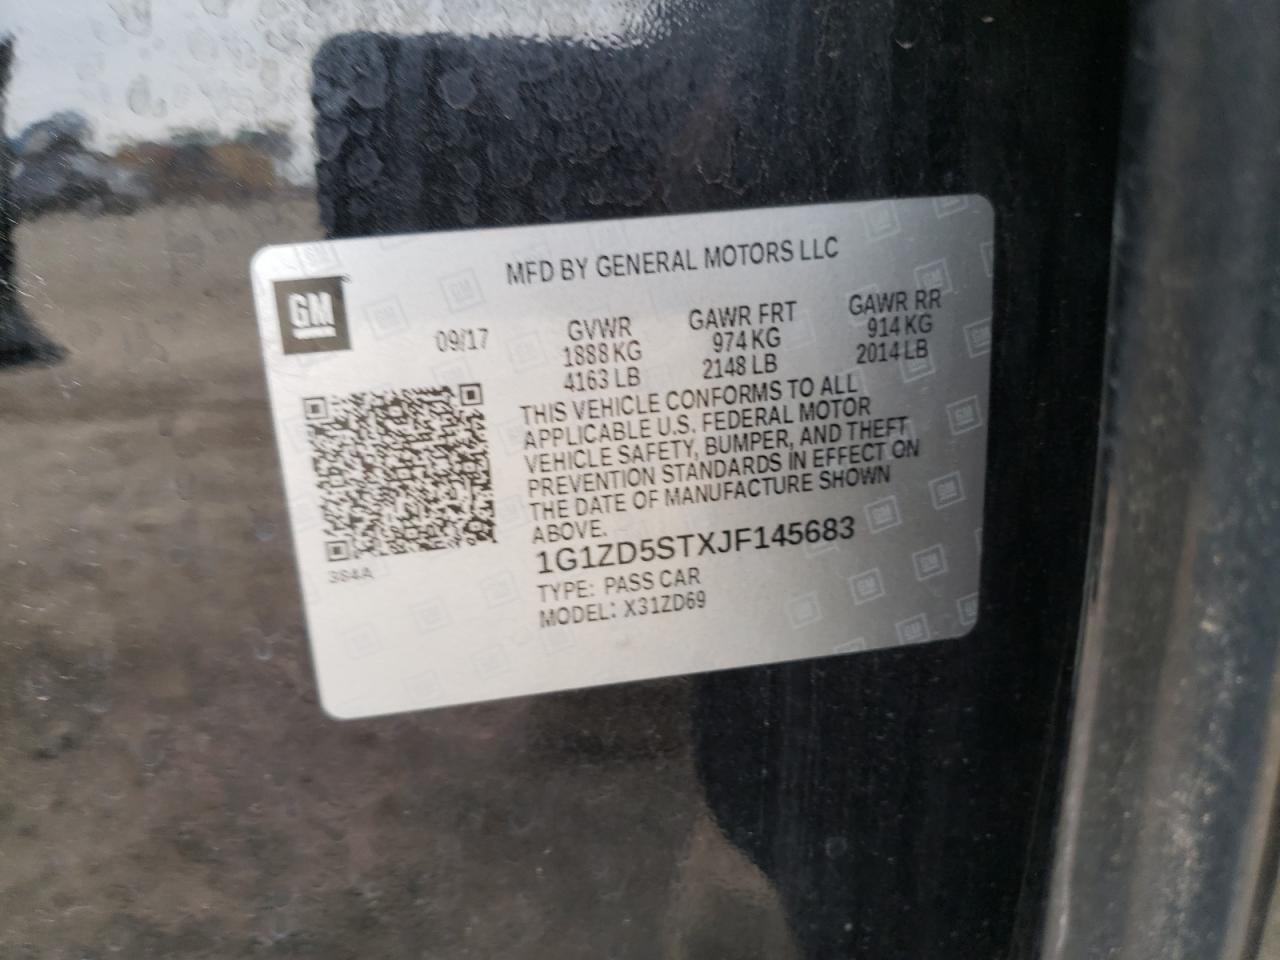 MFD BY GENERAL MOTORS LLC
GM
09/17
GVWR
1888 KG
4163 LB
GAWR FRT
974 KG
2148 LB
GAWR RR
914 KG
2014 LB
THIS VEHICLE CONFORMS TO ALL
APPLICABLE U.S. FEDERAL MOTOR
VEHICLE SAFETY, BUMPER, AND THEFT
PREVENTION STANDARDS IN EFFECT ON
THE DATE OF MANUFACTURE SHOWN
ABOVE.
1G1ZD5STXJF145683
TYPE: PASS CAR
MODEL: X31ZD69
384A